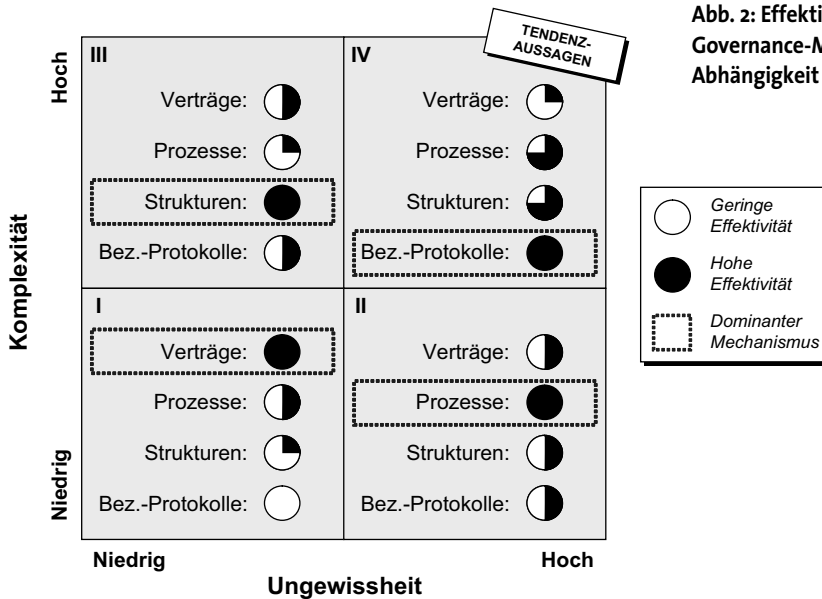 Abb. 2: Effekti
Governance-M
Abhängigkeit
TENDENZ-
AUSSAGEN
Komplexität
Hoch
Niedrig
III
Verträge:
Prozesse:
Strukturen:
Bez.-Protokolle:
IV
Verträge:
Prozesse:
Strukturen:
Bez.-Protokolle:
I
Verträge:
Prozesse:
Strukturen:
Bez.-Protokolle:
II
Verträge:
Prozesse:
Strukturen:
Bez.-Protokolle:
Niedrig
Hoch
Ungewissheit
Geringe
Effektivität
Hohe
Effektivität
Dominanter
Mechanismus